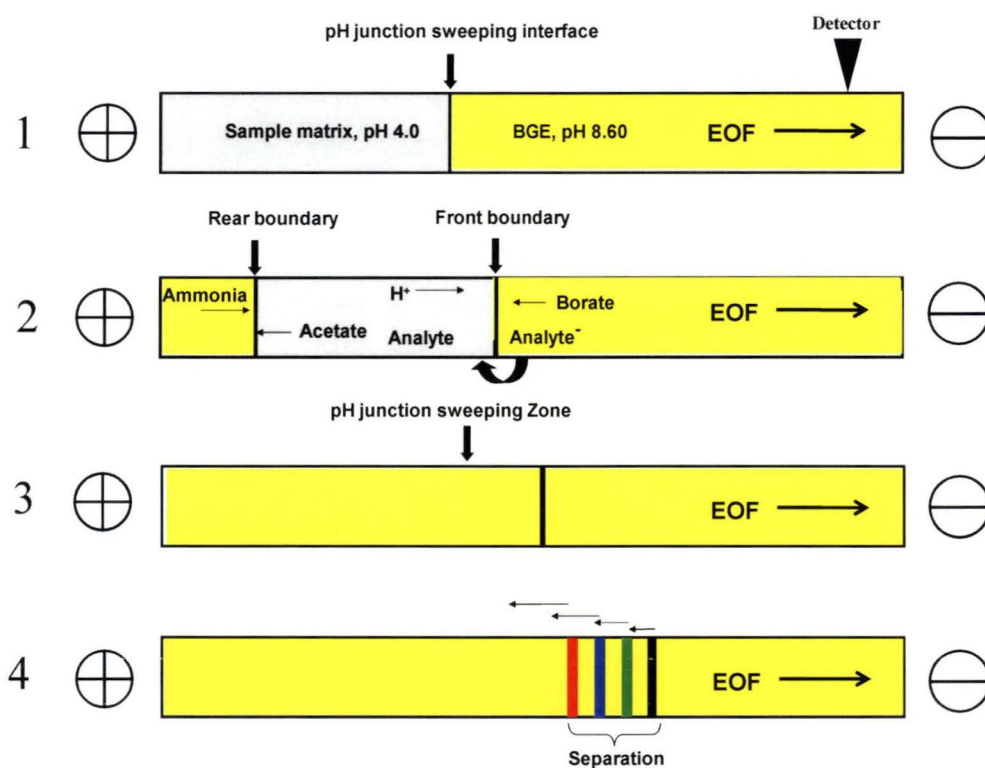 Detector
pH junction sweeping interface
1
Sample matrix, pH 4.0
BGE, pH 8.60
EOF
Rear boundary
Front boundary
2
Ammonia
H⁺
Borate
EOF
Acetate
Analyte
Analyte⁻
pH junction sweeping Zone
3
EOF
4
EOF
Separation